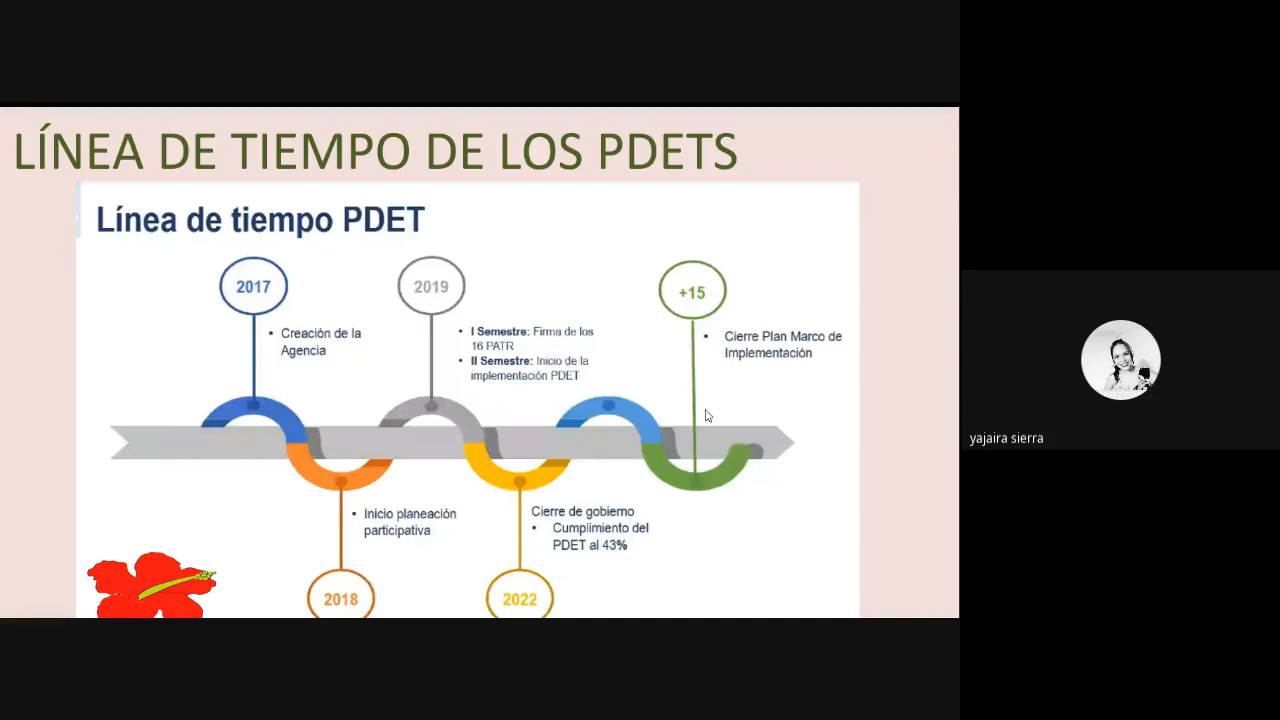 LÍNEA DE TIEMPO DE LOS PDETS
Línea de tiempo PDET
2017
• Creación de la
Agencia
2019
• I Semestre: Firma de los
16 PATR
• II Semestre: Inicio de la
implementación PDET
+15
• Cierre Plan Marco de
Implementación
• Inicio planeación
participativa
2018
Cierre de gobierno
• Cumplimiento del
PDET al 43%
2022
yajaira sierra